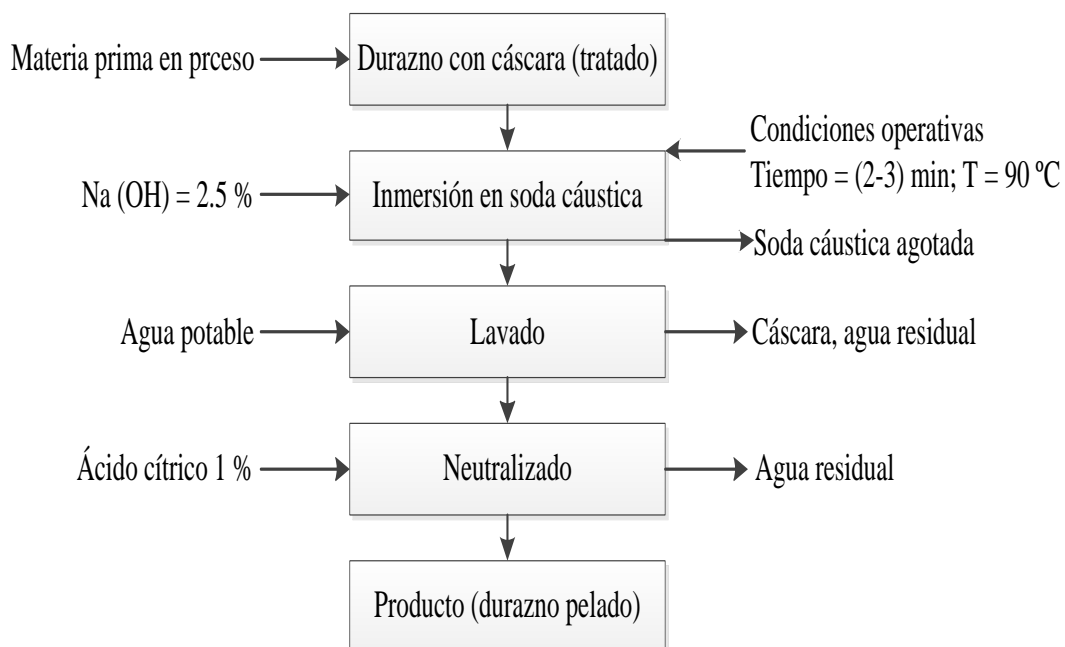 Materia prima en prceso
Durazno con cáscara (tratado)
Condiciones operativas
Tiempo = (2-3) min; T = 90 ºC
Na (OH) = 2.5 %
Inmersión en soda cáustica
Soda cáustica agotada
Agua potable
Lavado
Cáscara, agua residual
Ácido cítrico 1 %
Neutralizado
Agua residual
Producto (durazno pelado)